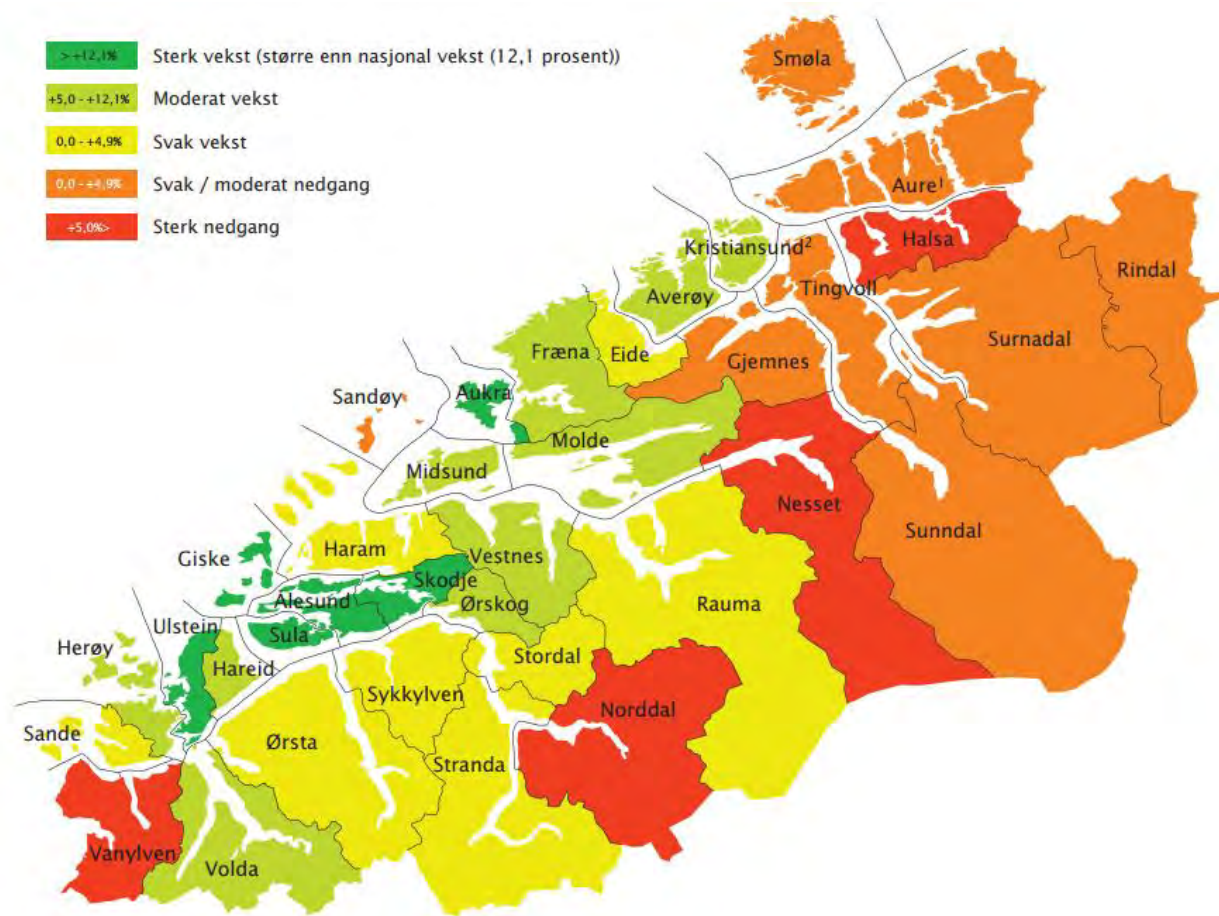 > +12,1% Sterk vekst (større enn nasjonal vekst (12,1 prosent))
+5,0 - +12,1% Moderat vekst
0,0 - +4,9% Svak vekst
0,0 - +4,9% Svak / moderat nedgang
+5,0%> Sterk nedgang
Smøla
Aure¹
Halsa
Kristiansund²
Rindal
Tingvoll
Averøy
Surnadal
Fræna
Eide
Gjemnes
Aukra
Sandøy
Molde
Midsund
Nesset
Sunndal
Giske
Haram
Vestnes
Skodje
Ålesund
Ørskog
Rauma
Ulstein
Sula
Herøy
Hareid
Stordal
Sykkylven
Norddal
Sande
Ørsta
Stranda
Vanylven
Volda